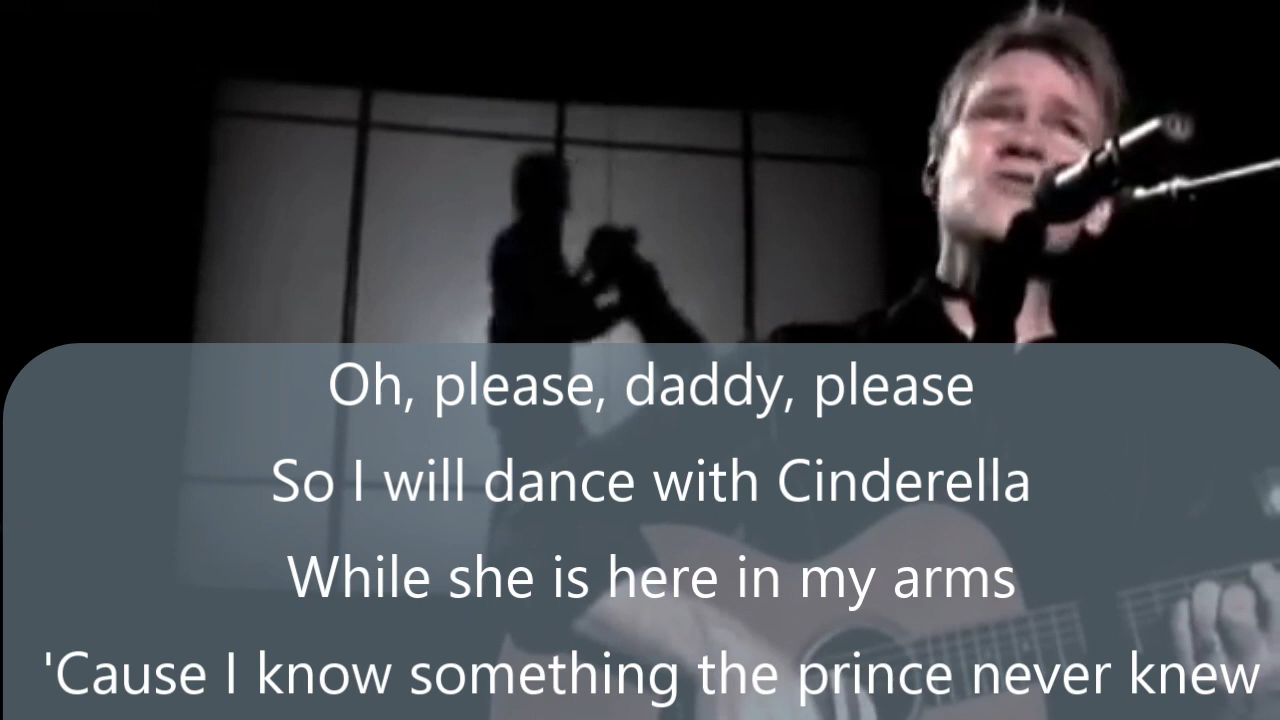 Oh, please, daddy, please
So I will dance with Cinderella
While she is here in my arms
'Cause I know something the prince never knew